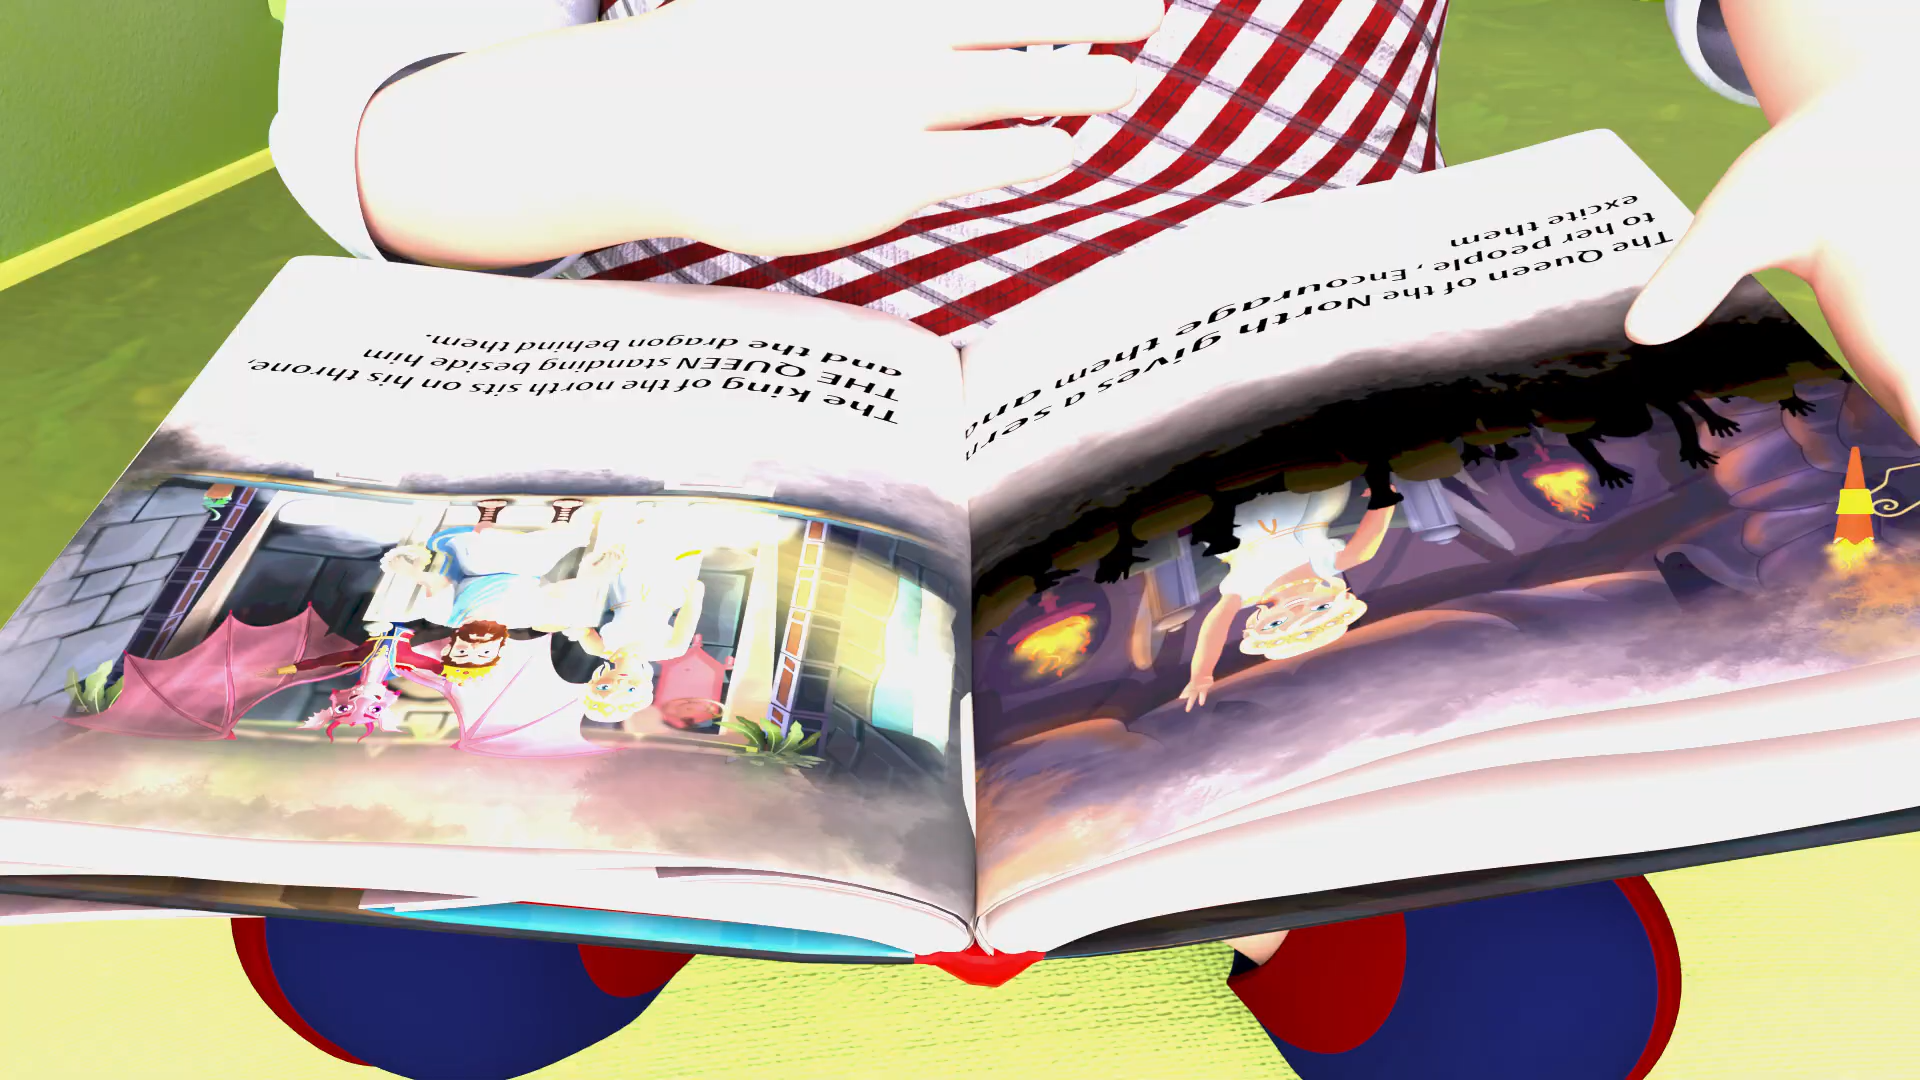 The Queen of the North gives a
to her people , Encourage them and
excite them
The king of the north sits on his throne,
THE QUEEN standing beside him
and the dragon behind them.